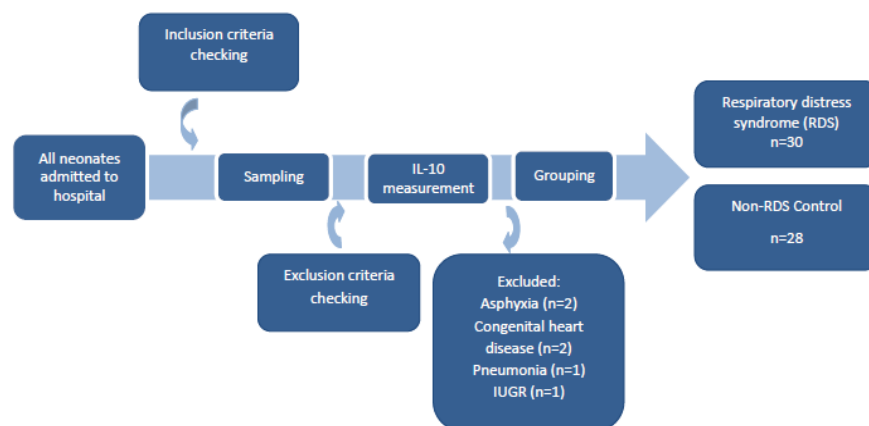 Inclusion criteria
checking
All neonates
admitted to
hospital
Sampling
IL-10
measurement
Grouping
Respiratory distress
syndrome (RDS)
n=30
Non-RDS Control
n=28
Exclusion criteria
checking
Excluded:
Asphyxia (n=2)
Congenital heart
disease (n=2)
Pneumonia (n=1)
IUGR (n=1)